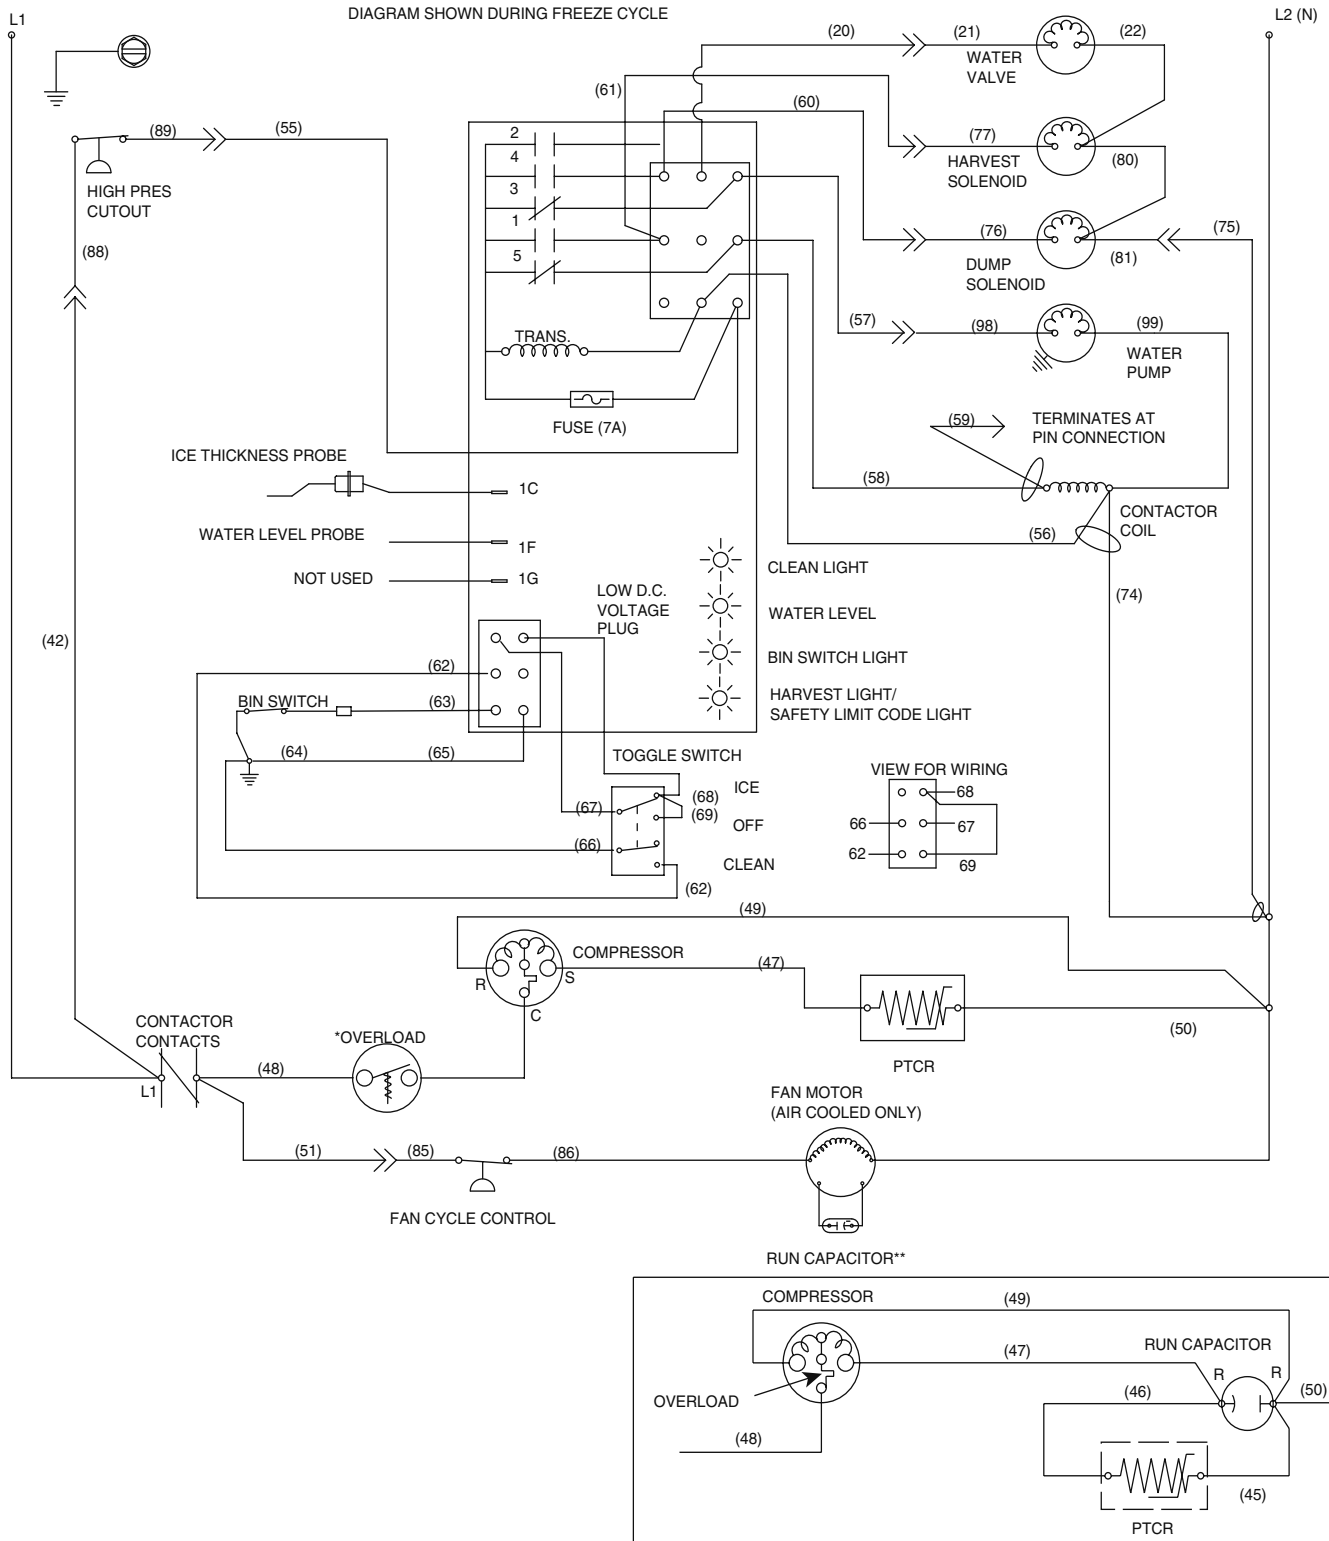 L1
DIAGRAM SHOWN DURING FREEZE CYCLE
L2 (N)
(20)
(21)
(22)
WATER
VALVE
(61)
(60)
(89)
(55)
HIGH PRES
CUTOUT
(88)
2
4
3
1
5
(77)
HARVEST
SOLENOID
(80)
(76)
(75)
(81)
DUMP
SOLENOID
(57)
(98)
(99)
WATER
PUMP
TRANS.
FUSE (7A)
(59)
TERMINATES AT
PIN CONNECTION
ICE THICKNESS PROBE
1C
(58)
CONTACTOR
COIL
WATER LEVEL PROBE
1F
(56)
NOT USED
1G
CLEAN LIGHT
LOW D.C.
VOLTAGE
PLUG
WATER LEVEL
(74)
(42)
BIN SWITCH LIGHT
(62)
HARVEST LIGHT/
SAFETY LIMIT CODE LIGHT
BIN SWITCH
(63)
(64)
(65)
TOGGLE SWITCH
VIEW FOR WIRING
ICE
(68)
(67)
(69)
OFF
(66)
CLEAN
(62)
68
66
67
62
69
(49)
COMPRESSOR
(47)
R
S
C
CONTACTOR
CONTACTS
*OVERLOAD
(50)
PTCR
(48)
L1
FAN MOTOR
(AIR COOLED ONLY)
(51)
(85)
(86)
FAN CYCLE CONTROL
RUN CAPACITOR**
COMPRESSOR
(49)
(47)
RUN CAPACITOR
R
R
(46)
(50)
OVERLOAD
(48)
(45)
PTCR